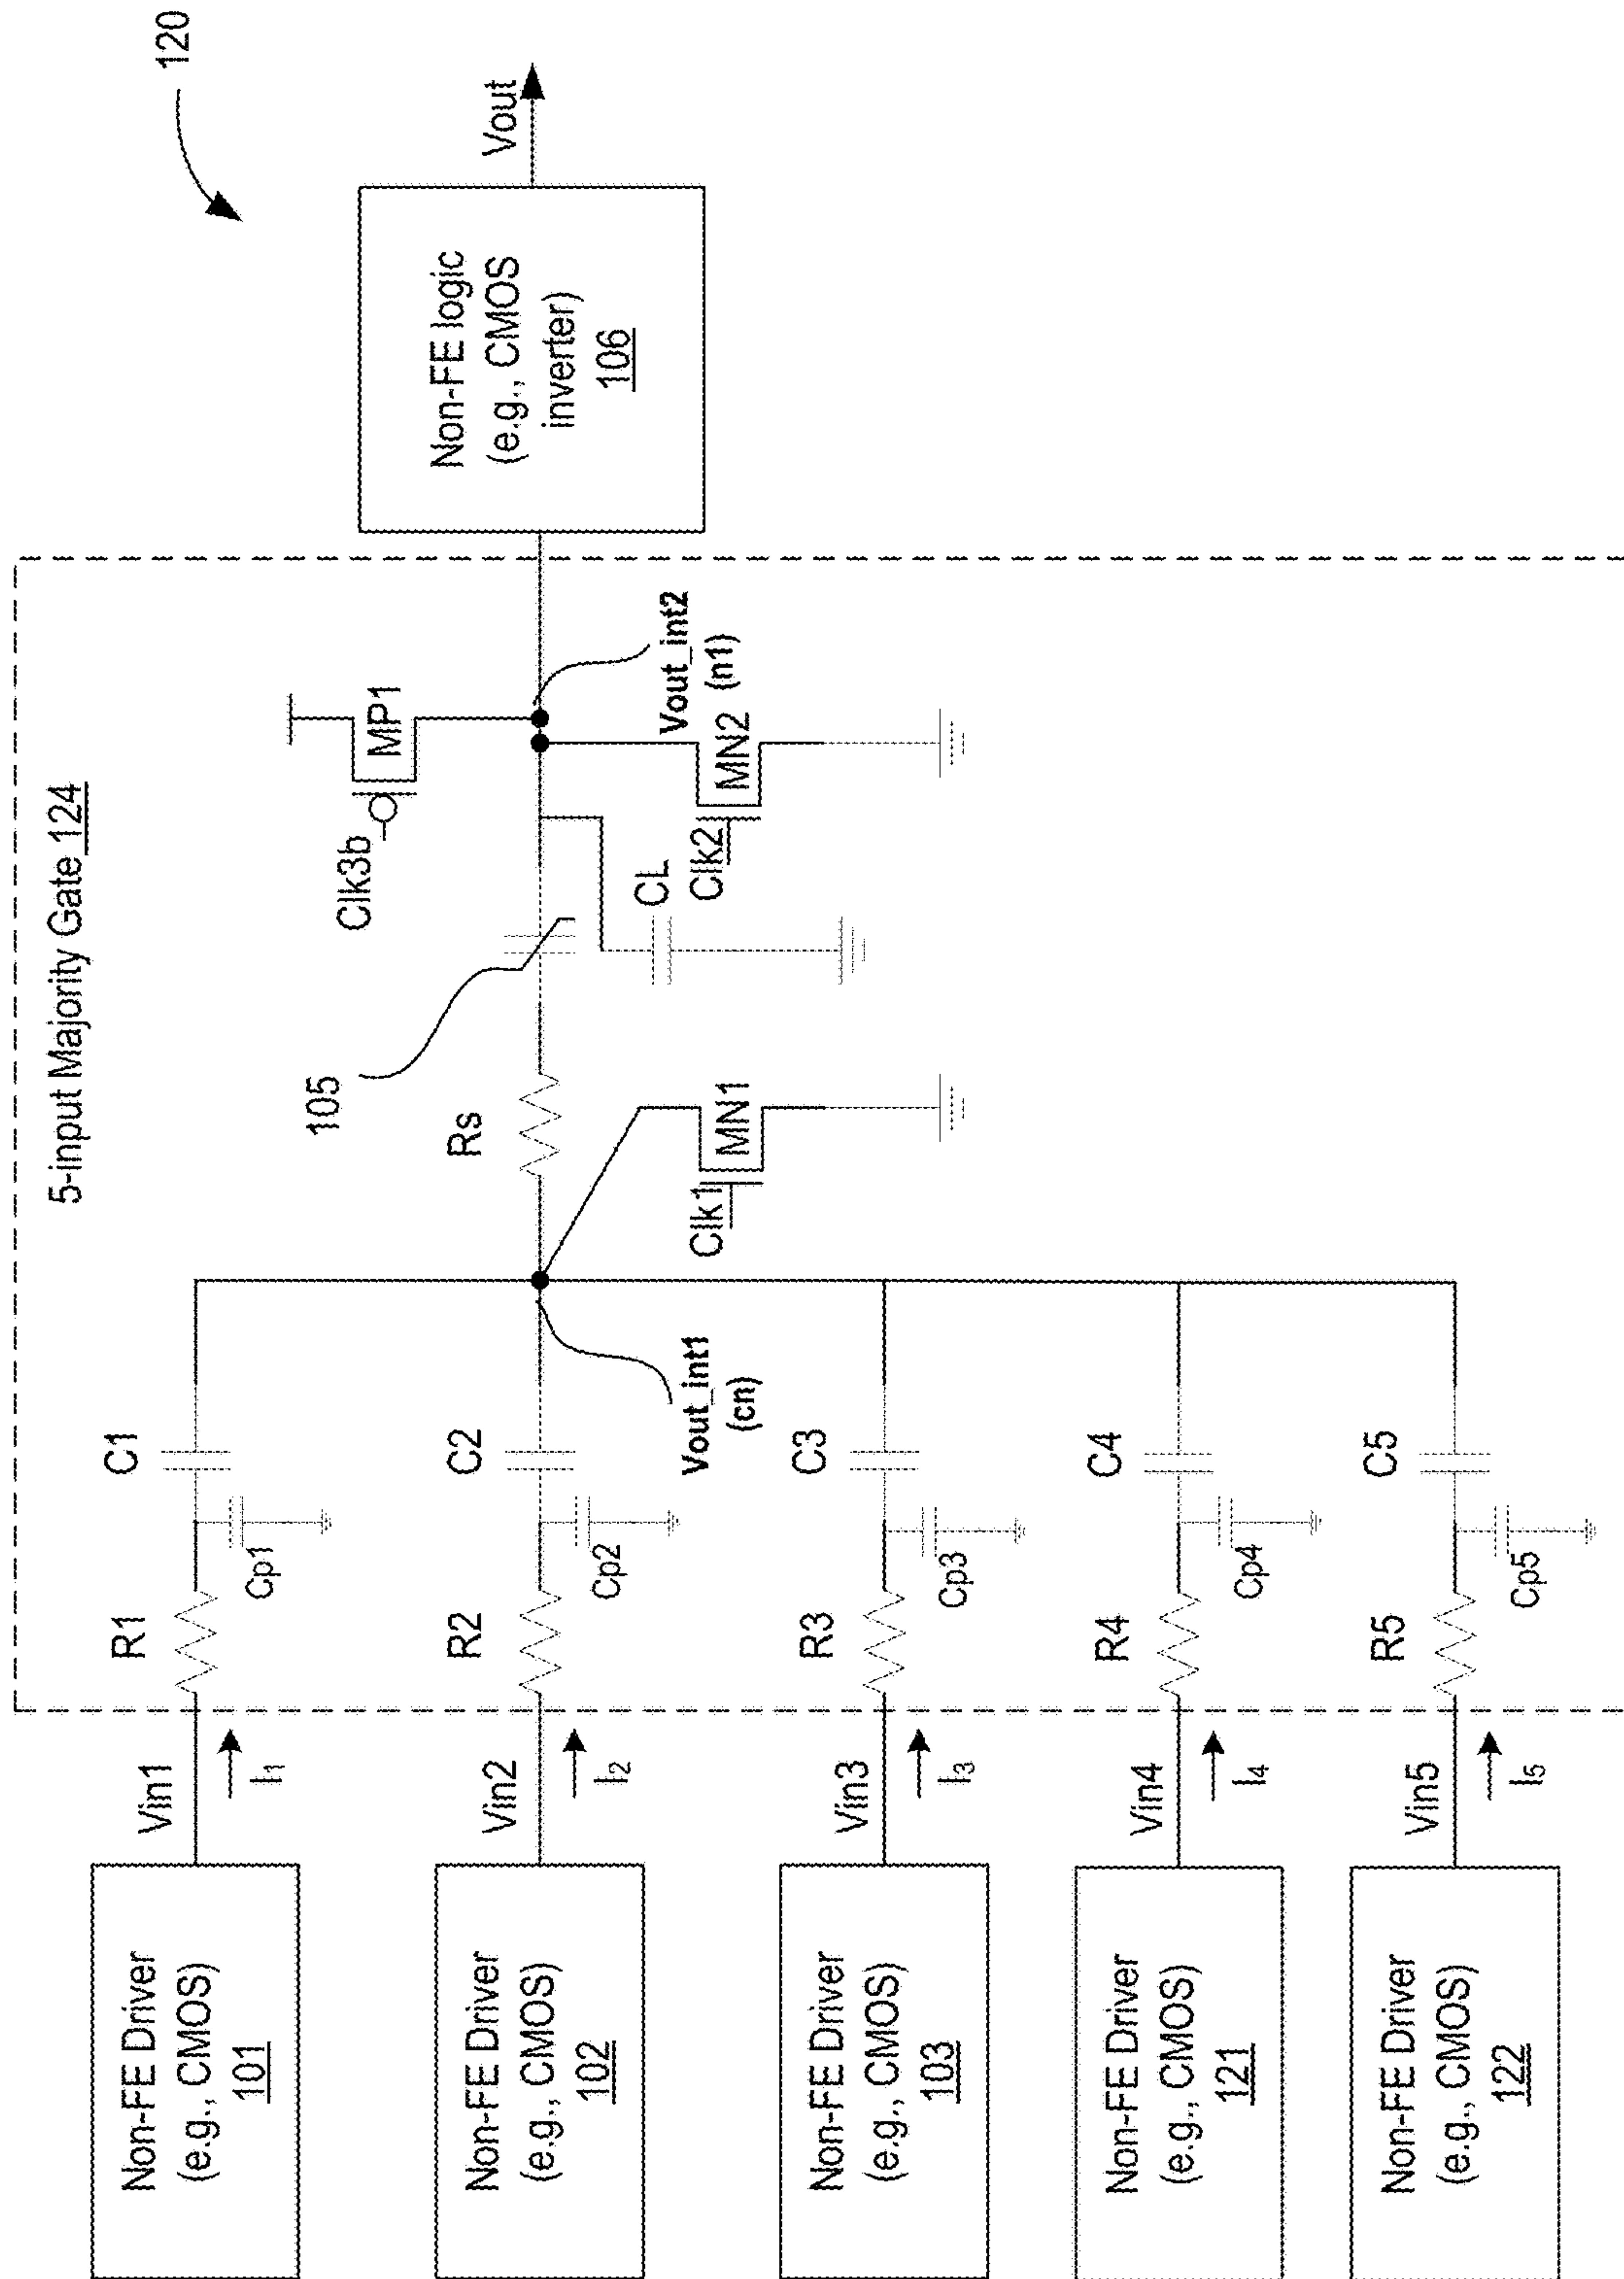 120
5-input Majority Gate 124
Non-FE Driver
(e.g., CMOS)
101
Vin1
I1
R1
Cp1
C1
Non-FE Driver
(e.g., CMOS)
102
Vin2
I2
R2
Cp2
C2
Vout_int1
(cn)
Non-FE Driver
(e.g., CMOS)
103
Vin3
I3
R3
Cp3
C3
Non-FE Driver
(e.g., CMOS)
121
Vin4
I4
R4
Cp4
C4
Non-FE Driver
(e.g., CMOS)
122
Vin5
I5
R5
Cp5
C5
Rs
105
Clk1
MN1
CL
Clk3b
MP1
Clk2
MN2
Vout_int2
(n1)
Non-FE logic
(e.g., CMOS
inverter)
106
Vout